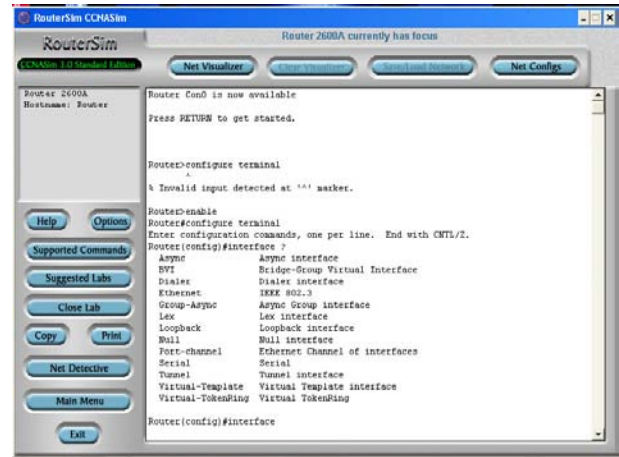 RouterSim CCNASim
RouterSim
Router 2600A currently has focus
CCNASim 1.0 Standard Edition
Net Visualizer
Clear Visualizer
Save/Load Network
Net Configs
Router 2600A
Hostname: Router
Help
Options
Supported Commands
Suggested Labs
Close Lab
Copy
Print
Net Detective
Main Menu
Exit
Router Con0 is now available
Press RETURN to get started.
Router>configure terminal
^
% Invalid input detected at '^' marker.
Router>enable
Router#configure terminal
Enter configuration commands, one per line.  End with CNTL/Z.
Router(config)#interface ?
Async Async interface
BVI Bridge-Group Virtual Interface
Dialer Dialer interface
Ethernet IEEE 802.3
Group-Async Async Group interface
Lex Lex interface
Loopback Loopback interface
Null Null interface
Port-channel Ethernet Channel of interfaces
Serial Serial
Tunnel Tunnel interface
Virtual-Template Virtual Template interface
Virtual-TokenRing Virtual TokenRing
Router(config)#interface